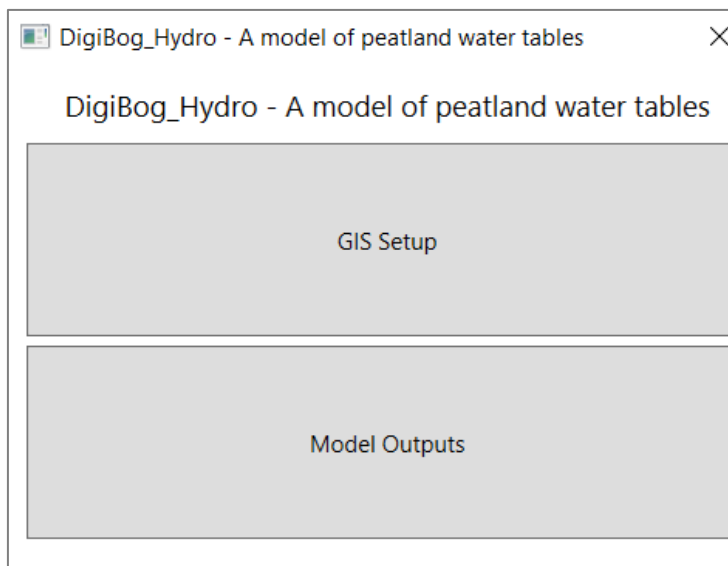 DigiBog_Hydro - A model of peatland water tables
DigiBog_Hydro - A model of peatland water tables
GIS Setup
Model Outputs